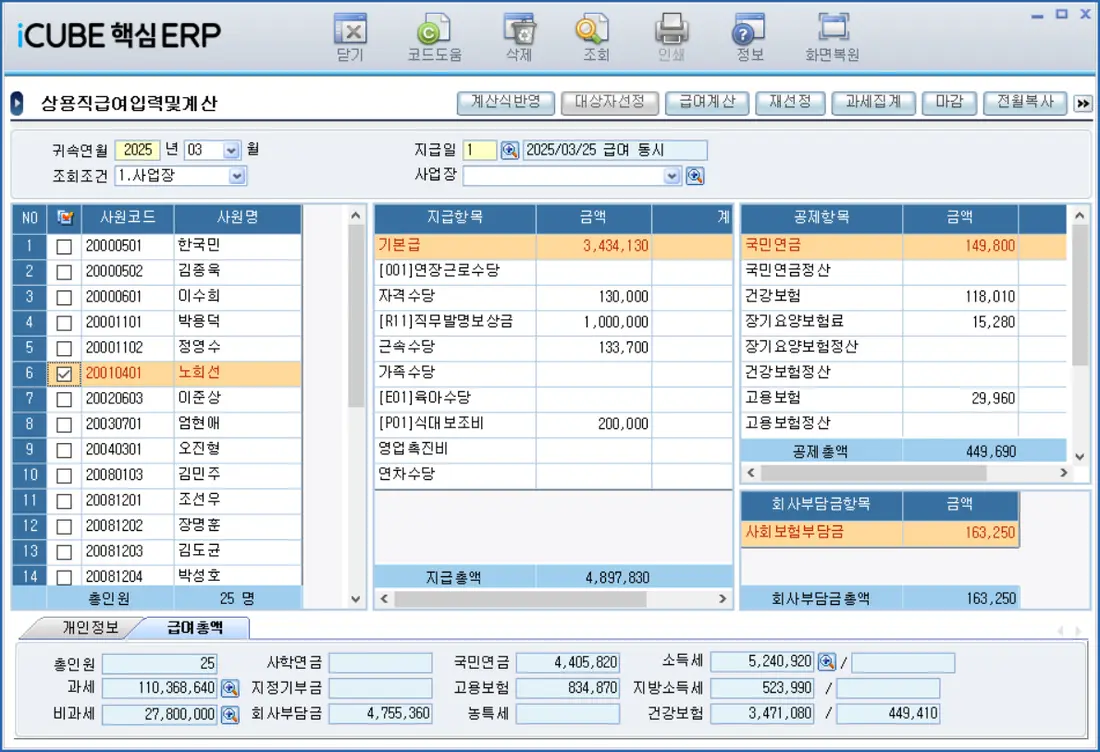 iCUBE 핵심ERP
닫기 코드도움 삭제 조회 인쇄 정보 화면복원
상용직급여입력및계산 계산식반영 대상자선정 급여계산 재선정 과세집계 마감 전월복사
귀속연월 2025 년 03 월 지급일 1 2025/03/25 급여 동시
조회조건 1.사업장 사업장
NO 사원코드 사원명
1 20000501 한국민
2 20000502 김종욱
3 20000601 이수희
4 20001101 박용덕
5 20001102 정영수
6 20010401 노희선
7 20020603 이준상
8 20030701 엄현애
9 20040301 오진형
10 20080103 김민주
11 20081201 조선우
12 20081202 장명훈
13 20081203 김도균
14 20081204 박성호
총인원 25 명
지급항목 금액 계
기본급 3,434,130
[001]연장근로수당
자격수당 130,000
[R11]직무발명보상금 1,000,000
근속수당 133,700
가족수당
[E01]육아수당
[P01]식대보조비 200,000
영업촉진비
연차수당
지급총액 4,897,830
공제항목 금액
국민연금 149,800
국민연금정산
건강보험 118,010
장기요양보험료 15,280
장기요양보험정산
건강보험정산
고용보험 29,960
고용보험정산
공제총액 449,690
회사부담금항목 금액
사회보험부담금 163,250
회사부담금총액 163,250
개인정보 급여총액
총인원 25 사학연금 국민연금 4,405,820 소득세 5,240,920 /
과세 110,368,640 지정기부금 고용보험 834,870 지방소득세 523,990 /
비과세 27,800,000 회사부담금 4,755,360 농특세 건강보험 3,471,080 / 449,410